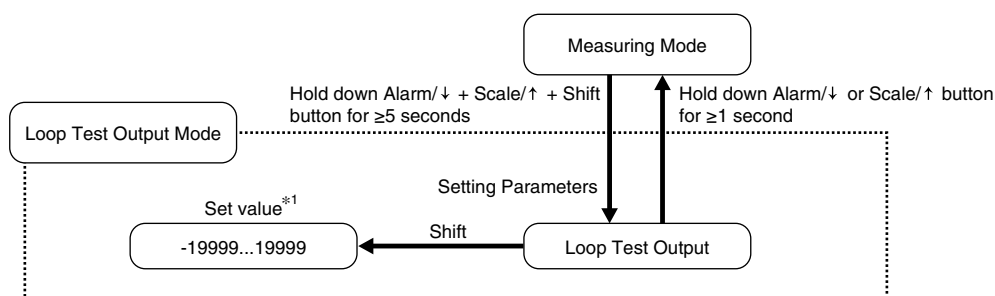 Measuring Mode
Hold down Alarm/↓ + Scale/↑ + Shift
button for ≥5 seconds
Hold down Alarm/↓ or Scale/↑ button
for ≥1 second
Loop Test Output Mode
Setting Parameters
Set value*1
Shift
-19999...19999
Loop Test Output